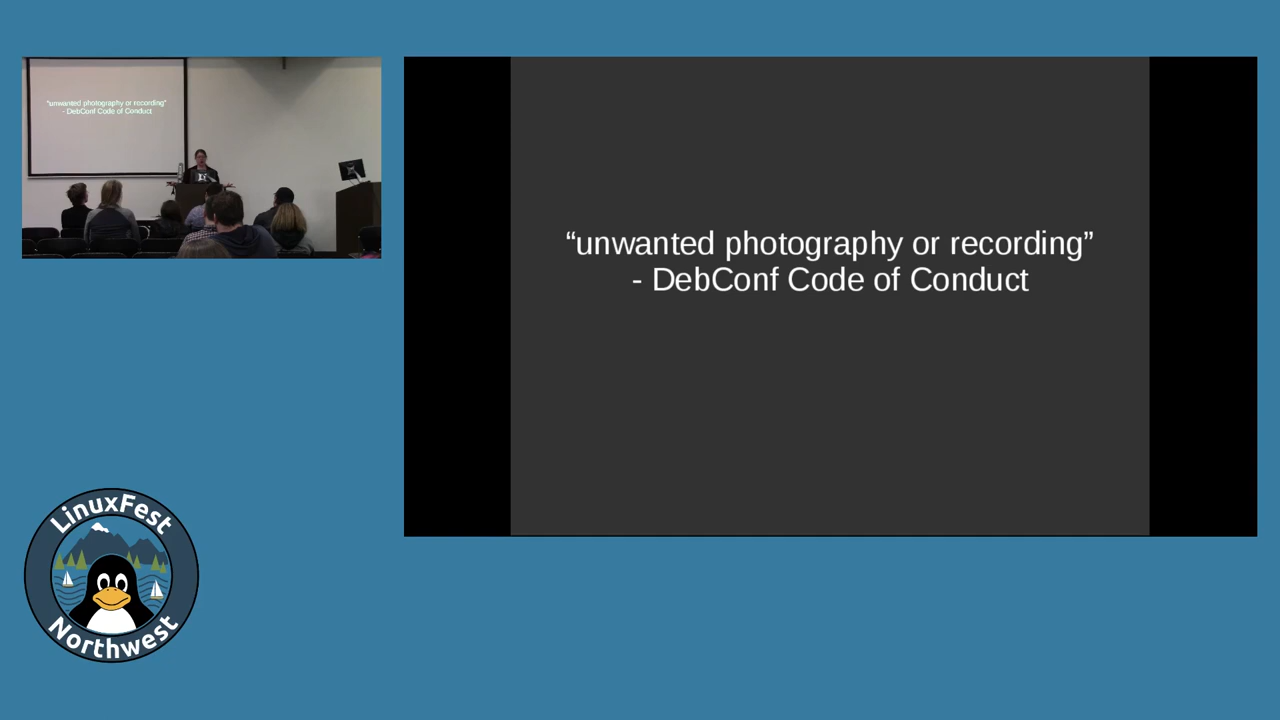 “unwanted photography or recording”
- DebConf Code of Conduct
“unwanted photography or recording”
- DebConf Code of Conduct
LinuxFest
Northwest